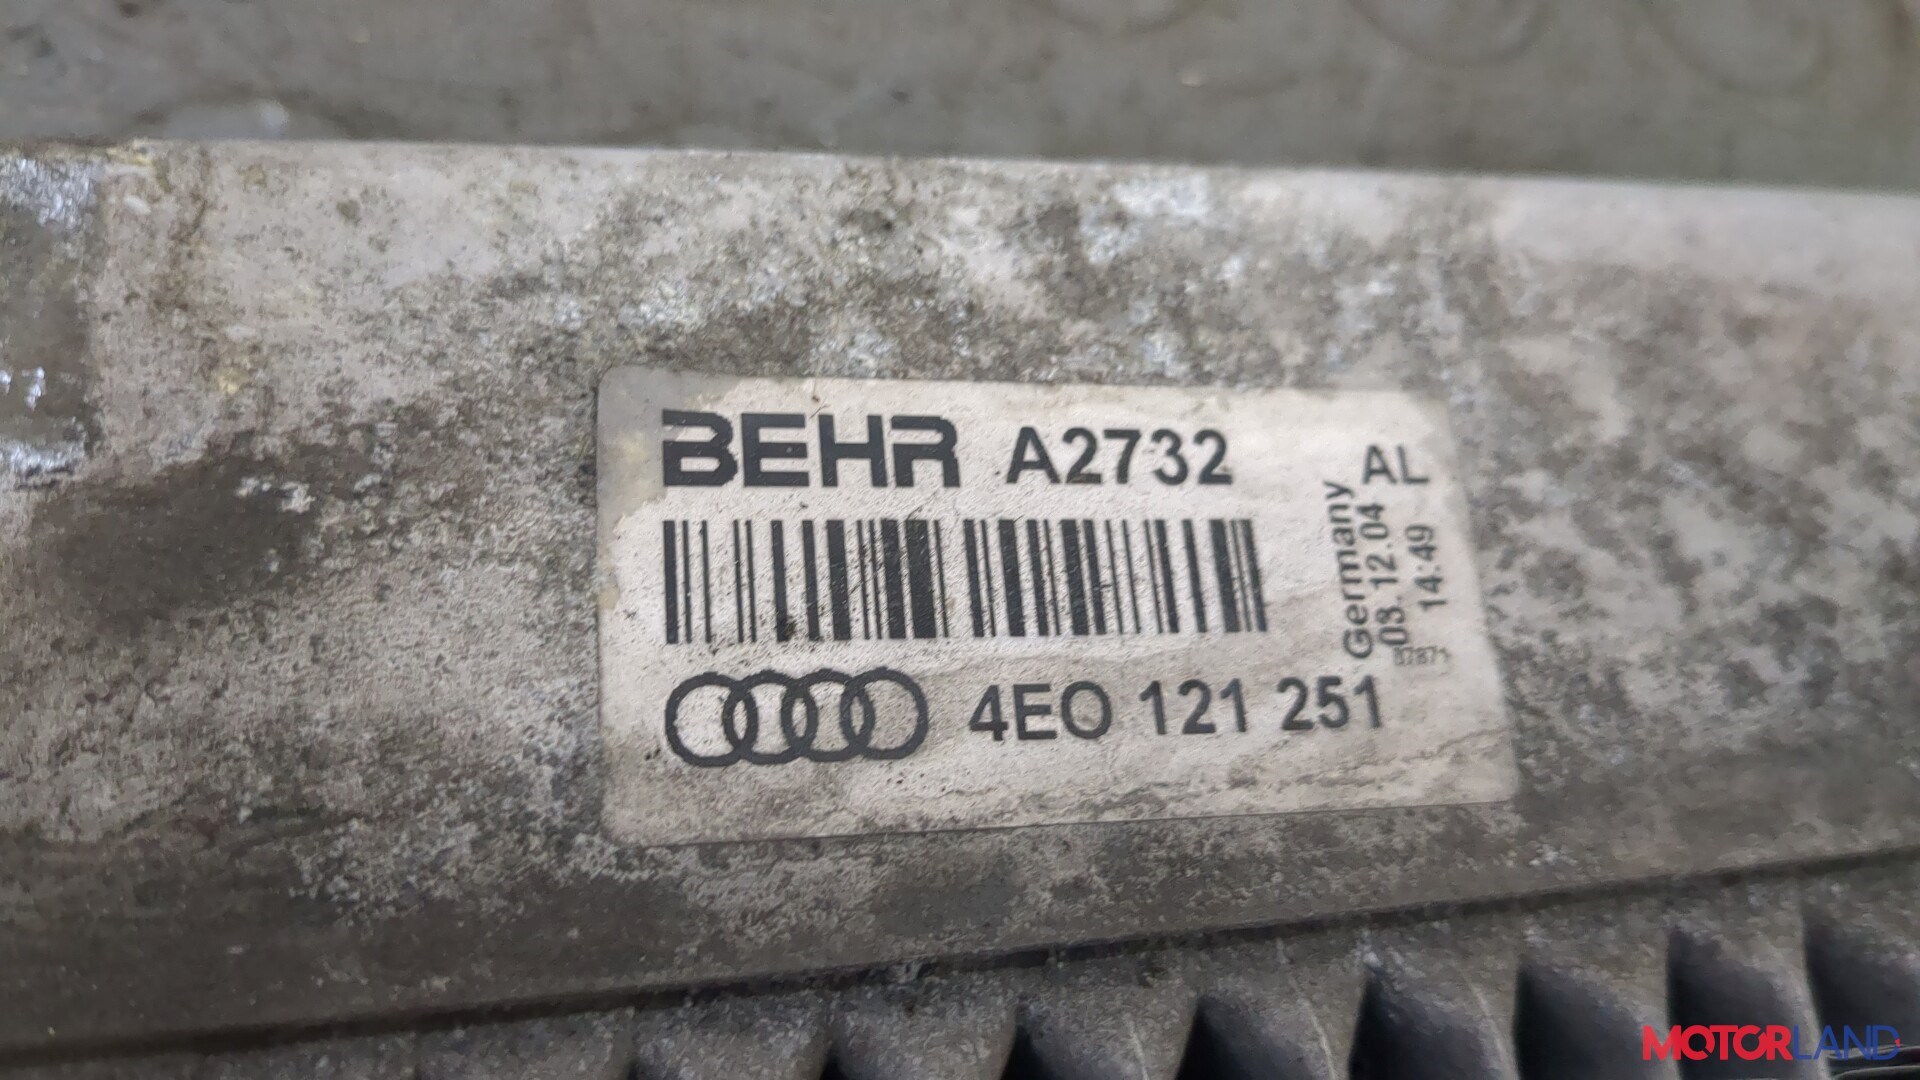 BEHR A2732
AL
Germany
03.12.04
14:49
4E0 121 251
MOTORLAND